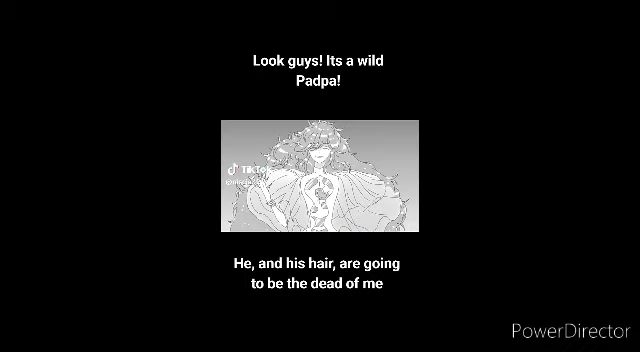 Look guys! Its a wild
Padpa!
TikTok
He, and his hair, are going
to be the dead of me
PowerDirector